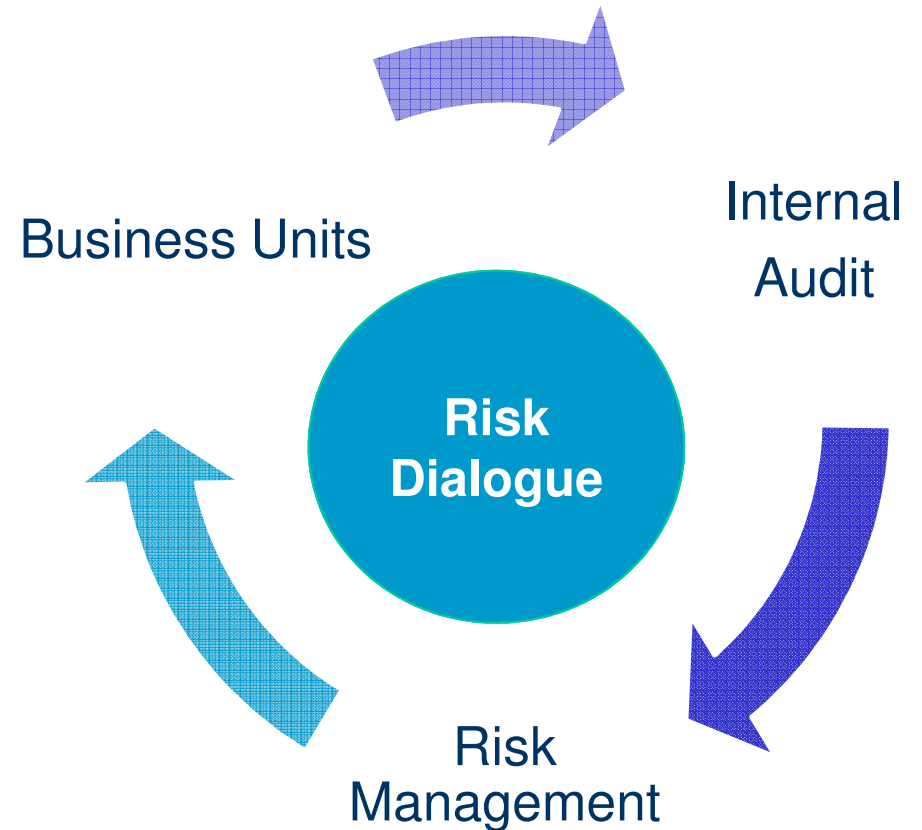 Business Units
Internal
Audit
Risk
Dialogue
Risk
Management